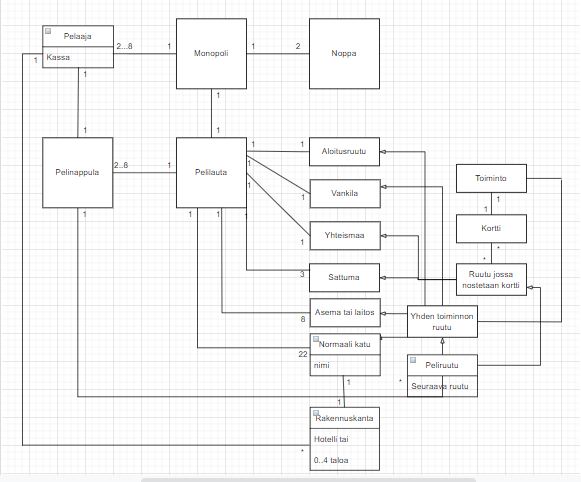 Pelaaja
Kassa
2...8
1
Monopoli
1
2
Noppa
1
1
1
1
1
Pelinappula
2..8
1
Pelilauta
1
1
Aloitusruutu
1
1
Vankila
1
1
Yhteismaa
1
1
1
1
3
Sattuma
8
Asema tai laitos
22
Normaali katu
nimi
1
1
Rakennuskanta
Hotelli tai
0..4 taloa
*
Toiminto
1
1
Kortti
*
*
Ruutu jossa
nostetaan kortti
Yhden toiminnon
ruutu
Peliruutu
*
Seuraava ruutu